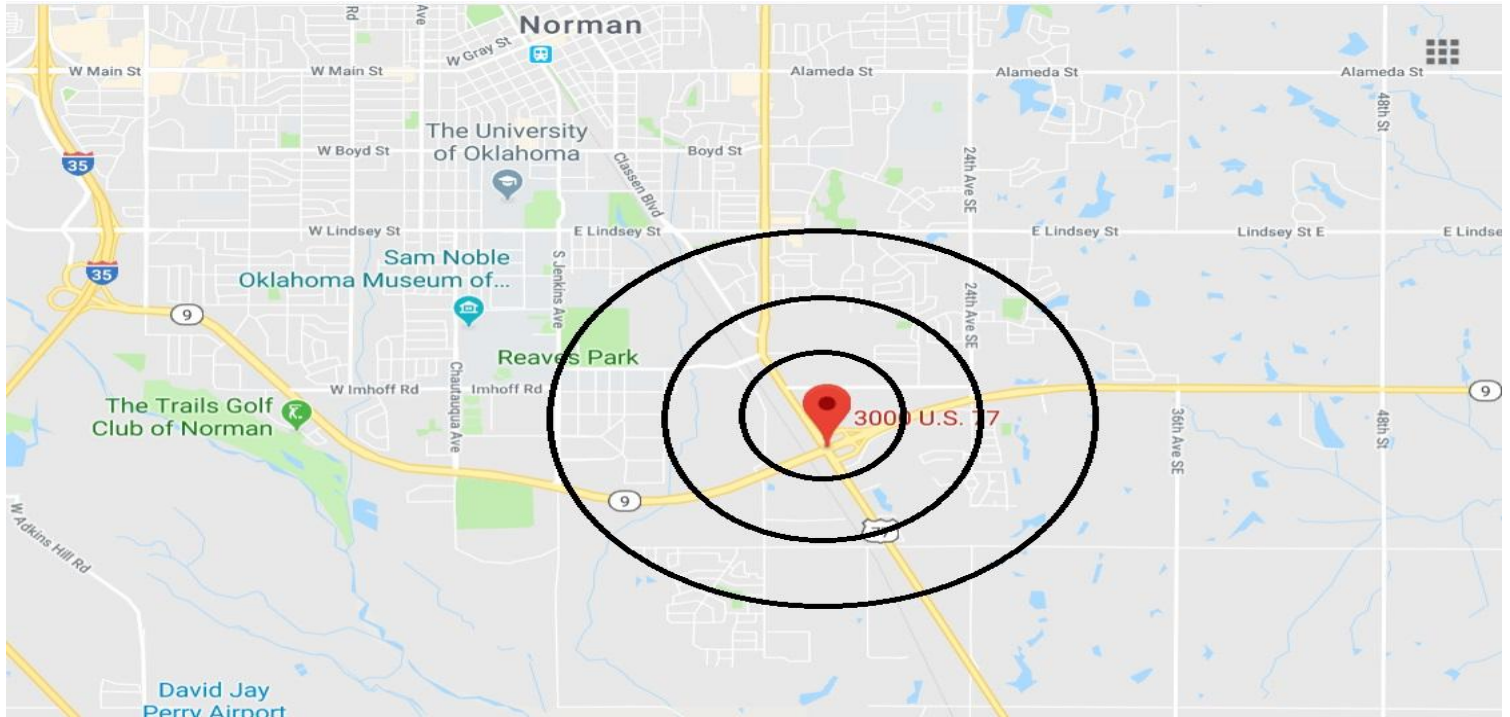 Norman
Rd
Ave
W Gray St
W Main St
W Main St
Alameda St
Alameda St
Alameda St
48th St
The University
of Oklahoma
W Boyd St
Boyd St
Classen Blvd
24th Ave SE
35
W Lindsey St
E Lindsey St
E Lindsey St
Lindsey St E
E Lindse
35
Sam Noble
Oklahoma Museum of...
S Jenkins Ave
24th Ave SE
9
Reaves Park
W Imhoff Rd
Imhoff Rd
9
The Trails Golf
Club of Norman
Chautauqua Ave
3000 U.S. 77
36th Ave SE
48th St
9
77
W Adkins Hill Rd
David Jay
Perry Airport